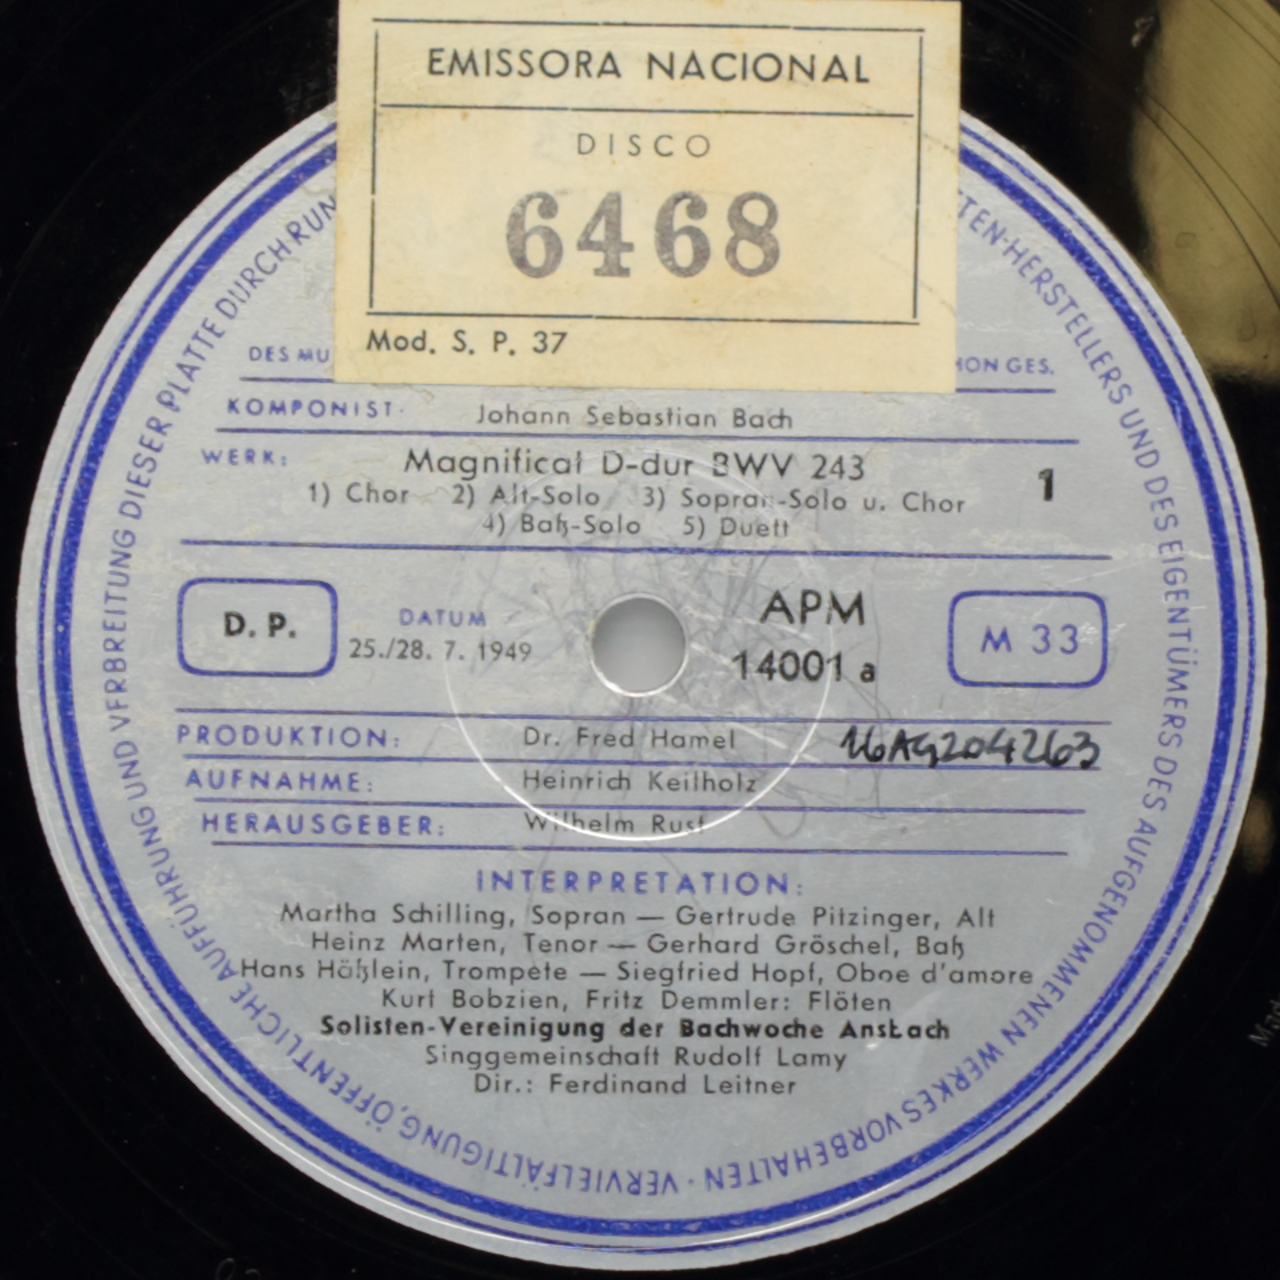 EMISSORA NACIONAL
DISCO
6468
Mod. S. P. 37
DES MU
HON GES.
KOMPONIST: Johann Sebastian Bach
WERK: Magnificat D-dur BWV 243
1) Chor 2) Alt-Solo 3) Sopran-Solo u. Chor
4) Baß-Solo 5) Duett
1
D. P.
DATUM
25./28. 7. 1949
APM
14001 a
M 33
PRODUKTION: Dr. Fred Hamel
16AG204263
AUFNAHME: Heinrich Keilholz
HERAUSGEBER: Wilhelm Rust
INTERPRETATION:
Martha Schilling, Sopran — Gertrude Pitzinger, Alt
Heinz Marten, Tenor — Gerhard Gröschel, Baß
Hans Häßlein, Trompete — Siegfried Hopf, Oboe d'amore
Kurt Bobzien, Fritz Demmler: Flöten
Solisten-Vereinigung der Bachwoche Ansbach
Singgemeinschaft Rudolf Lamy
Dir.: Ferdinand Leitner
TEN-HERSTELLERS UND DES EIGENTÜMERS DES AUFGENOMMENEN WERKES VORBEHALTEN · VERVIELFÄLTIGUNG, ÖFFENTLICHE AUFFÜHRUNG UND VERBREITUNG DIESER PLATTE DURCH RUN